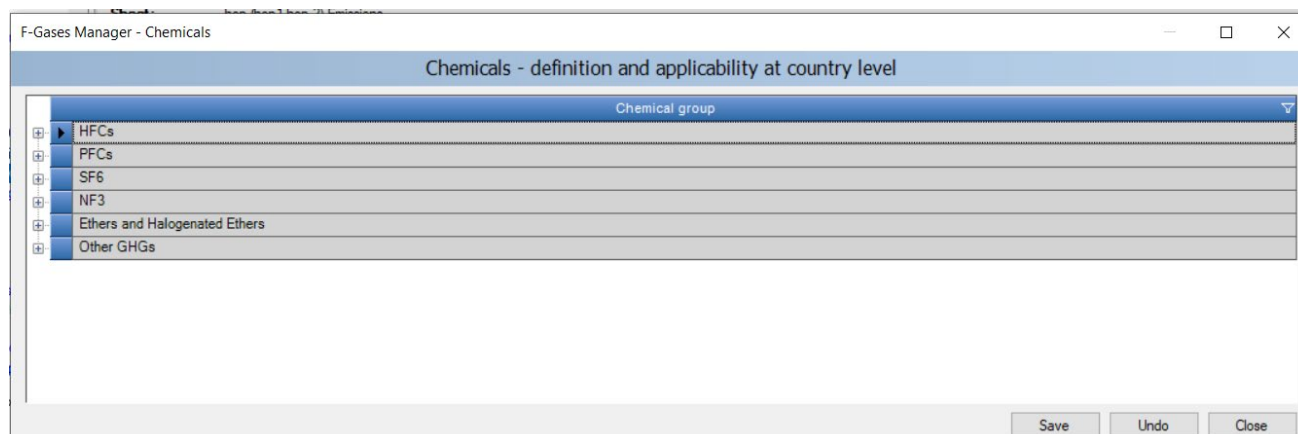 F-Gases Manager - Chemicals
Chemicals - definition and applicability at country level
Chemical group
HFCs
PFCs
SF6
NF3
Ethers and Halogenated Ethers
Other GHGs
Save Undo Close